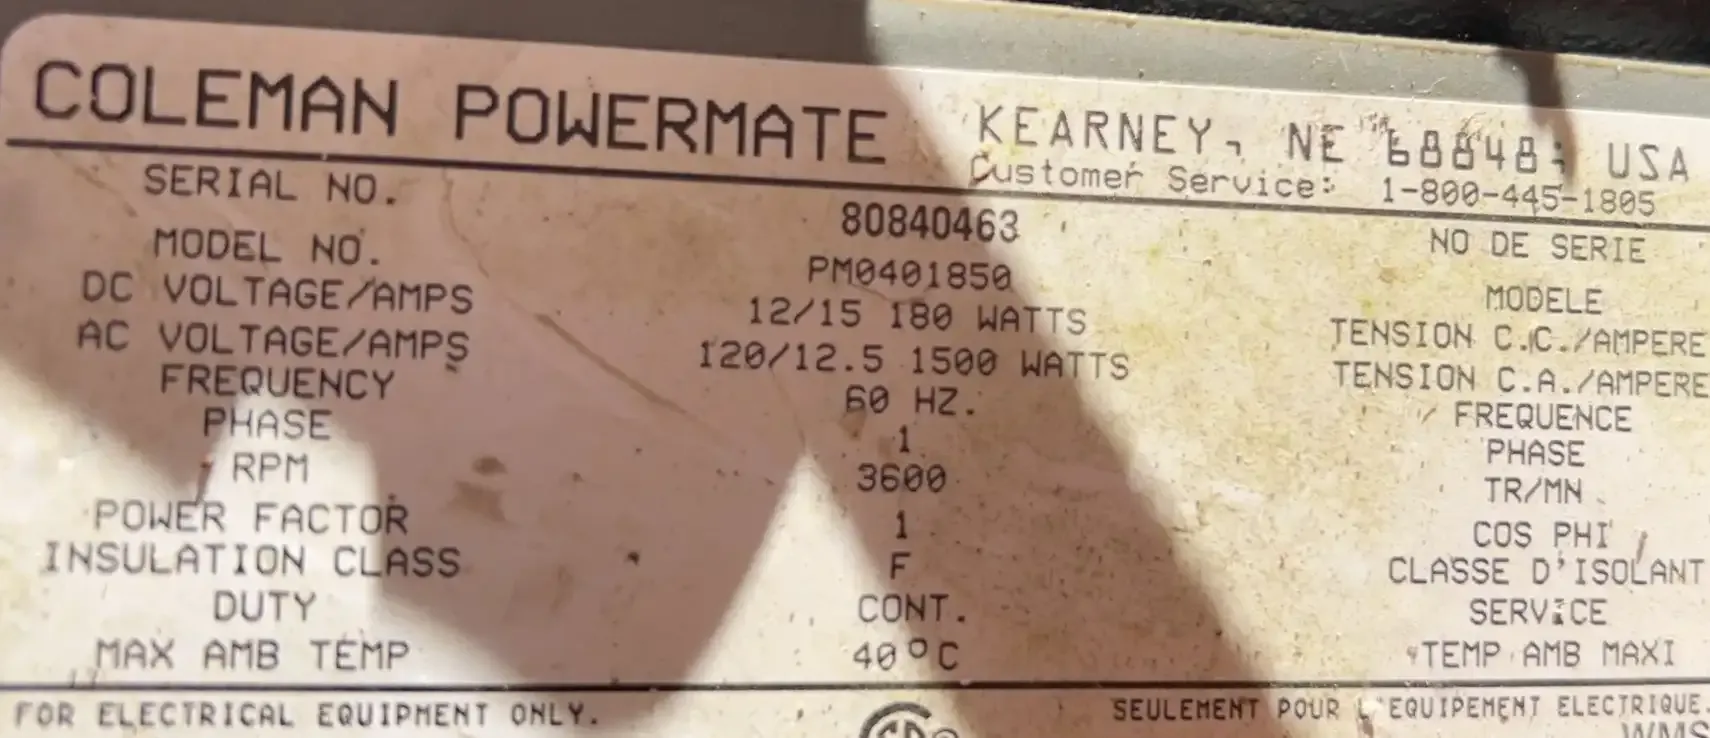 COLEMAN POWERMATE KEARNEY, NE 68848, USA
Customer Service: 1-800-445-1805
SERIAL NO. 80840463 NO DE SERIE
MODEL NO. PM0401850 MODELE
DC VOLTAGE/AMPS 12/15 180 WATTS TENSION C.C./AMPERE
AC VOLTAGE/AMPS 120/12.5 1500 WATTS TENSION C.A./AMPERE
FREQUENCY 60 HZ. FREQUENCE
PHASE 1 PHASE
RPM 3600 TR/MN
POWER FACTOR 1 COS PHI
INSULATION CLASS F CLASSE D'ISOLANT
DUTY CONT. SERVICE
MAX AMB TEMP 40°C TEMP AMB MAXI
FOR ELECTRICAL EQUIPMENT ONLY. SEULEMENT POUR L'EQUIPEMENT ELECTRIQUE.